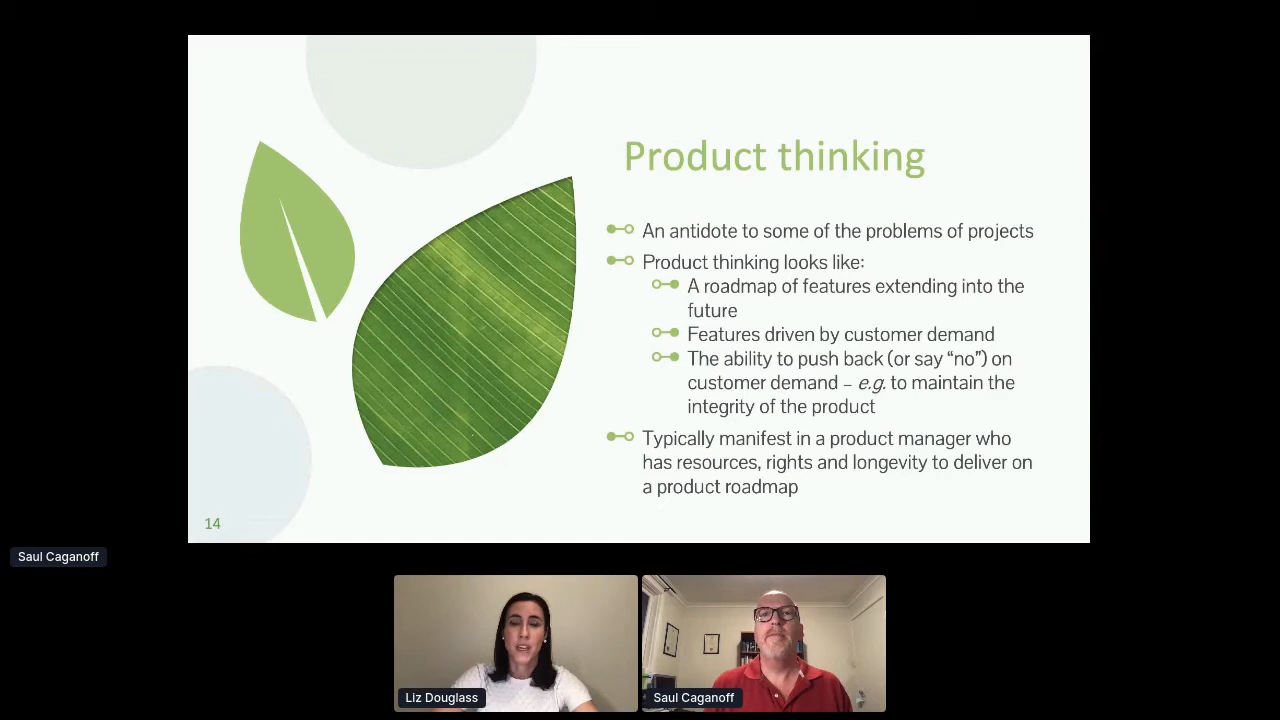 Product thinking
An antidote to some of the problems of projects
Product thinking looks like:
A roadmap of features extending into the
future
Features driven by customer demand
The ability to push back (or say “no”) on
customer demand – e.g. to maintain the
integrity of the product
Typically manifest in a product manager who
has resources, rights and longevity to deliver on
a product roadmap
14
Saul Caganoff
Liz Douglass
Saul Caganoff